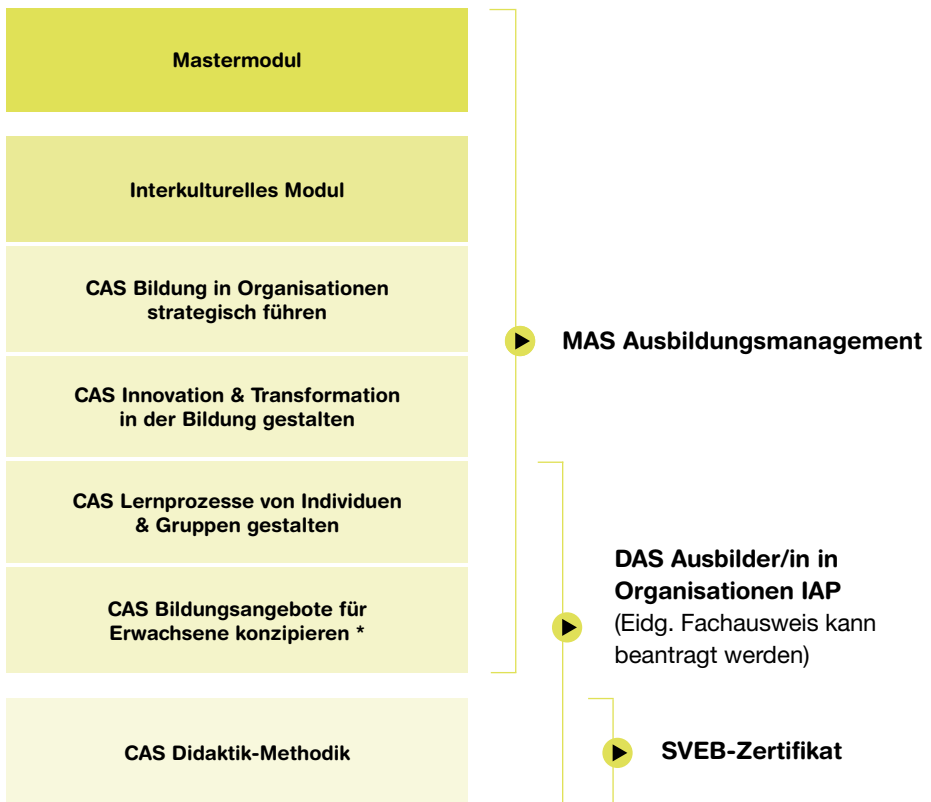 Mastermodul
Interkulturelles Modul
CAS Bildung in Organisationen
strategisch führen
CAS Innovation & Transformation
in der Bildung gestalten
CAS Lernprozesse von Individuen
& Gruppen gestalten
CAS Bildungsangebote für
Erwachsene konzipieren *
CAS Didaktik-Methodik
MAS Ausbildungsmanagement
DAS Ausbilder/in in
Organisationen IAP
(Eidg. Fachausweis kann
beantragt werden)
SVEB-Zertifikat